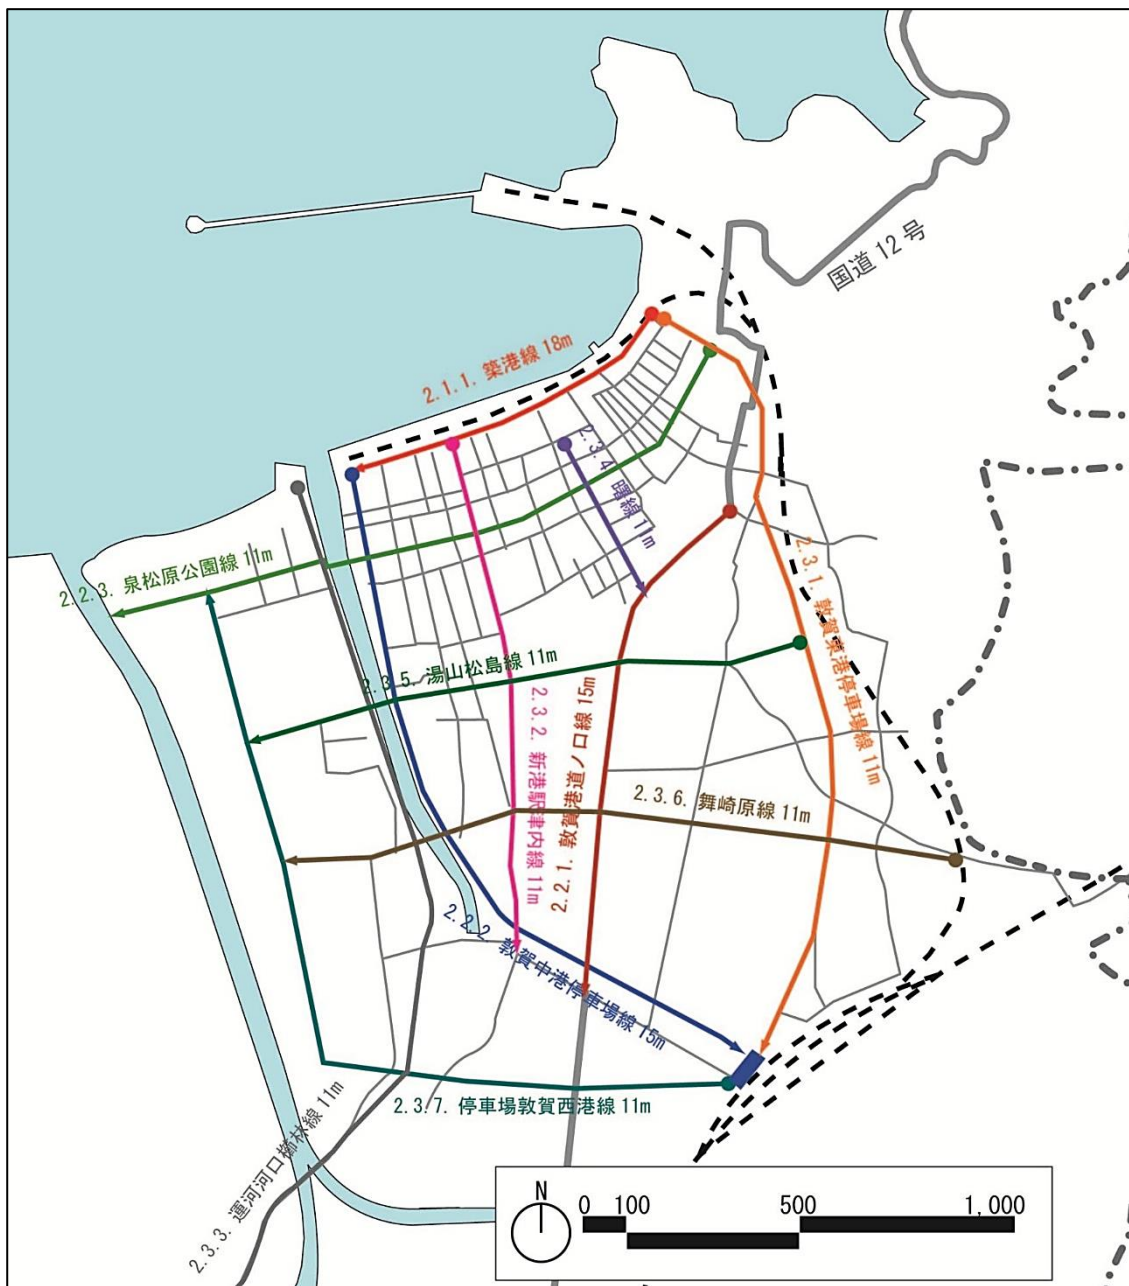 国道12号
2.1.1. 築港線 18m
2.3.4. 曙線 11m
2.2.3. 泉松原公園線 11m
2.3.1. 敦賀東港停車場線 11m
2.3.5. 湯山松島線 11m
2.3.2. 新港駅津内線 11m
2.2.1. 敦賀港道ノ口線 15m
2.3.6. 舞崎原線 11m
2.2.2. 敦賀中港停車場線 15m
2.3.7. 停車場敦賀西港線 11m
2.3.3. 運河河口櫛林線 11m
N
0 100 500 1,000